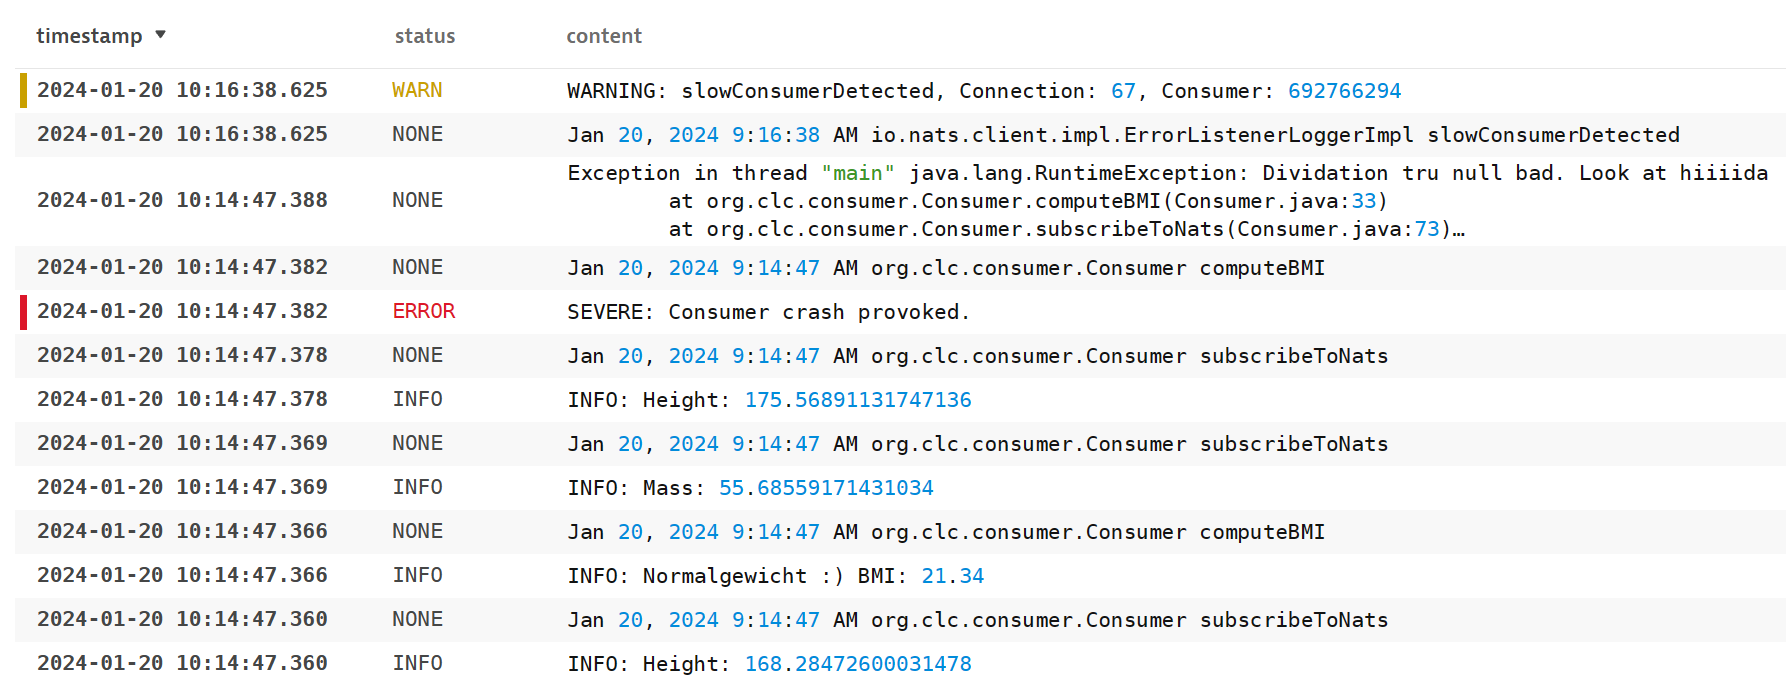 timestamp ▼ status content
2024-01-20 10:16:38.625 WARN WARNING: slowConsumerDetected, Connection: 67, Consumer: 692766294
2024-01-20 10:16:38.625 NONE Jan 20, 2024 9:16:38 AM io.nats.client.impl.ErrorListenerLoggerImpl slowConsumerDetected
2024-01-20 10:14:47.388 NONE Exception in thread "main" java.lang.RuntimeException: Dividation tru null bad. Look at hiiiida
at org.clc.consumer.Consumer.computeBMI(Consumer.java:33)
at org.clc.consumer.Consumer.subscribeToNats(Consumer.java:73)…
2024-01-20 10:14:47.382 NONE Jan 20, 2024 9:14:47 AM org.clc.consumer.Consumer computeBMI
2024-01-20 10:14:47.382 ERROR SEVERE: Consumer crash provoked.
2024-01-20 10:14:47.378 NONE Jan 20, 2024 9:14:47 AM org.clc.consumer.Consumer subscribeToNats
2024-01-20 10:14:47.378 INFO INFO: Height: 175.56891131747136
2024-01-20 10:14:47.369 NONE Jan 20, 2024 9:14:47 AM org.clc.consumer.Consumer subscribeToNats
2024-01-20 10:14:47.369 INFO INFO: Mass: 55.68559171431034
2024-01-20 10:14:47.366 NONE Jan 20, 2024 9:14:47 AM org.clc.consumer.Consumer computeBMI
2024-01-20 10:14:47.366 INFO INFO: Normalgewicht :) BMI: 21.34
2024-01-20 10:14:47.360 NONE Jan 20, 2024 9:14:47 AM org.clc.consumer.Consumer subscribeToNats
2024-01-20 10:14:47.360 INFO INFO: Height: 168.28472600031478